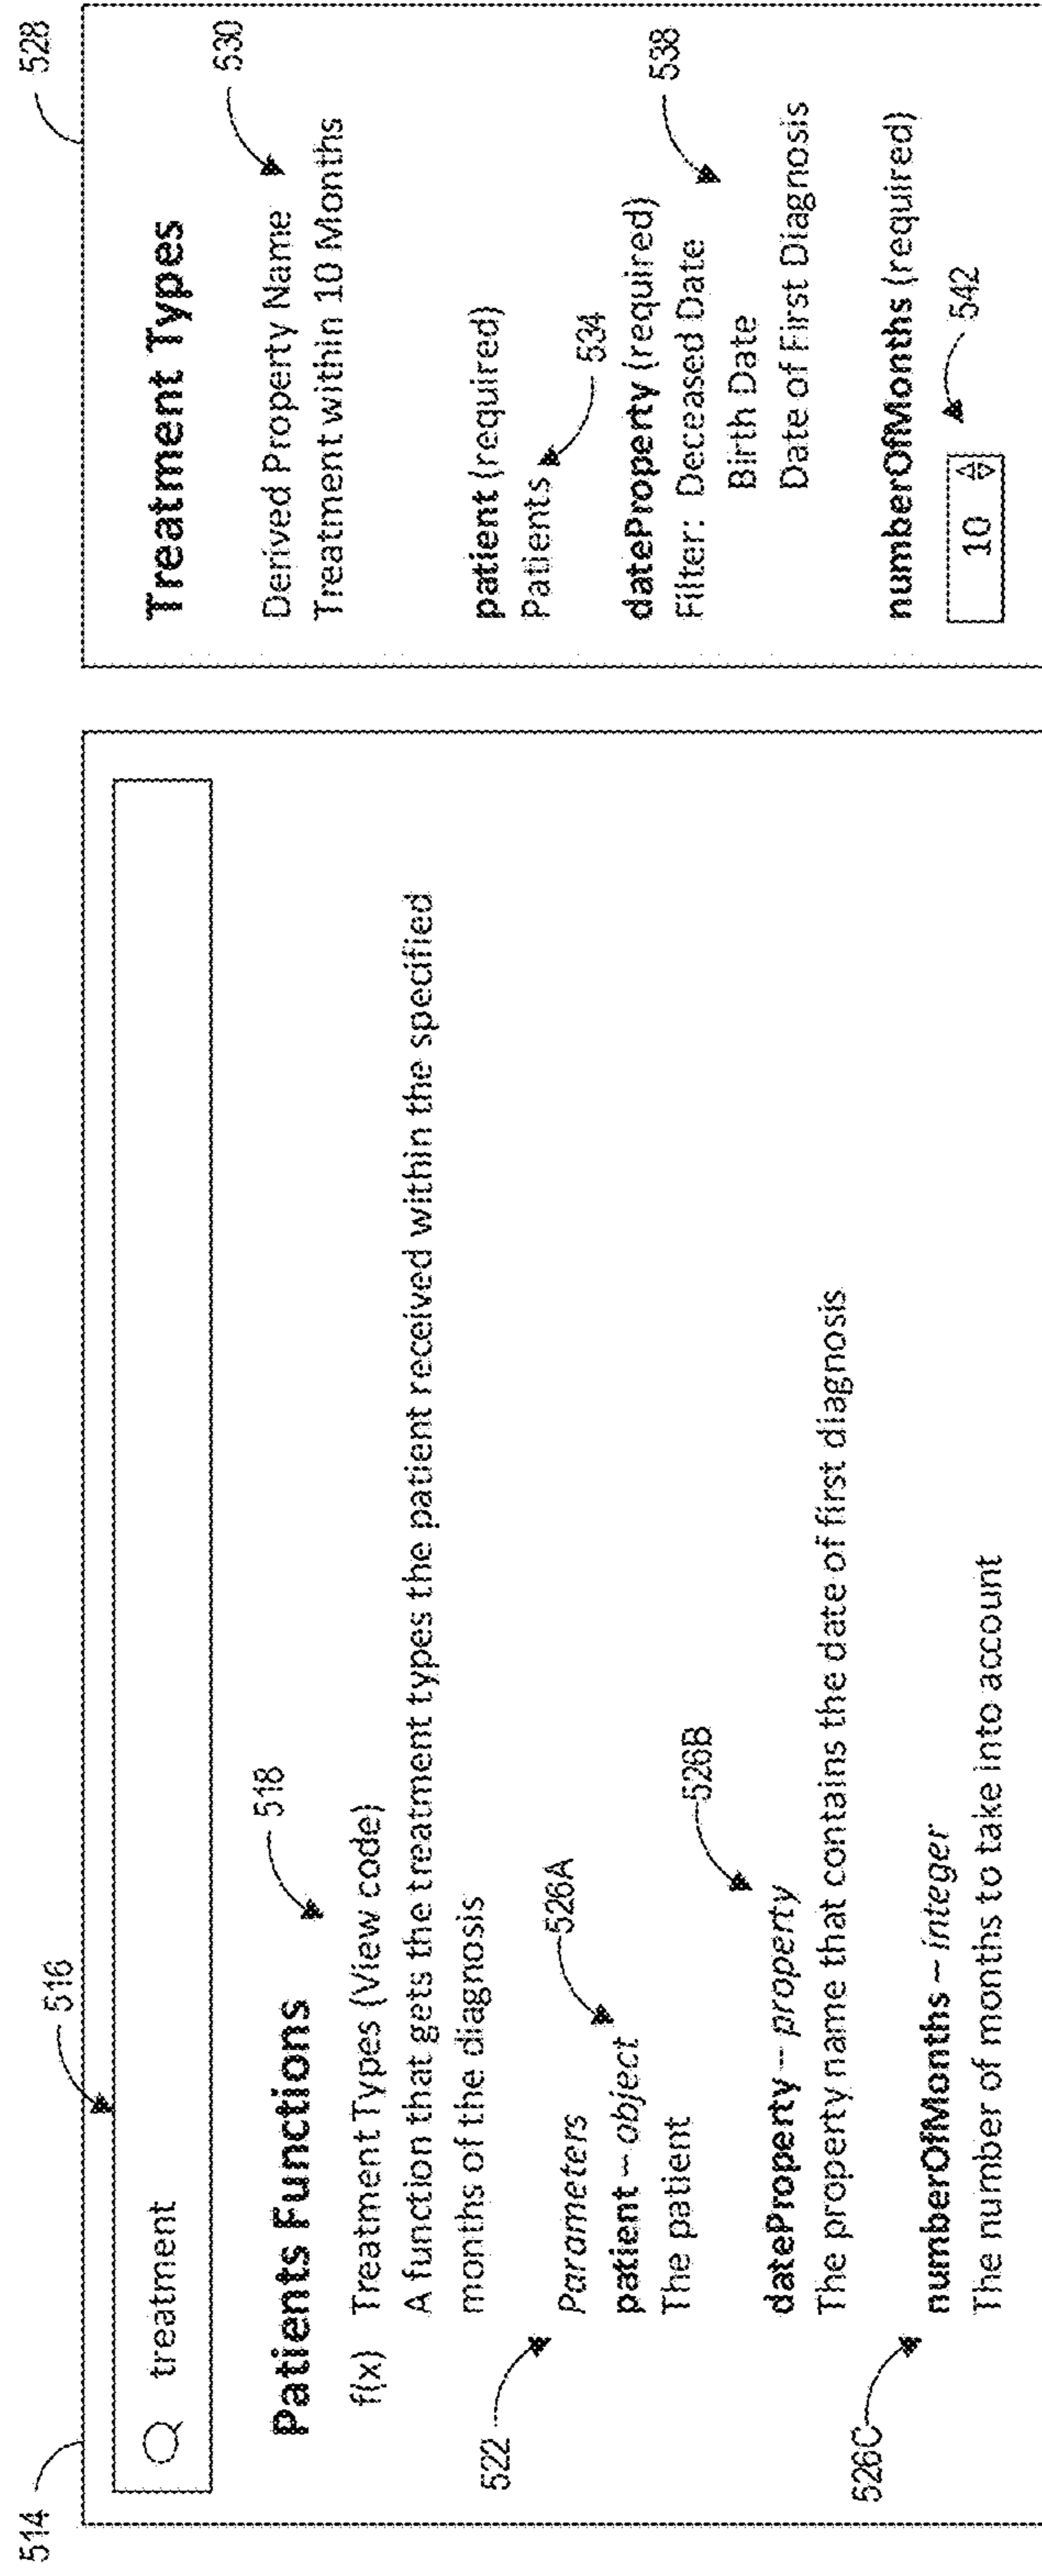 514
516
treatment
Patients Functions
518
f(x) Treatment Types (View code)
A function that gets the treatment types the patient received within the specified
months of the diagnosis
522
Parameters
526A
patient – object
The patient
526B
dateProperty – property
The property name that contains the date of first diagnosis
526C
numberOfMonths – integer
The number of months to take into account
528
Treatment Types
530
Derived Property Name
Treatment within 10 Months
patient (required)
Patients
534
dateProperty (required)
538
Filter: Deceased Date
Birth Date
Date of First Diagnosis
numberOfMonths (required)
10
542